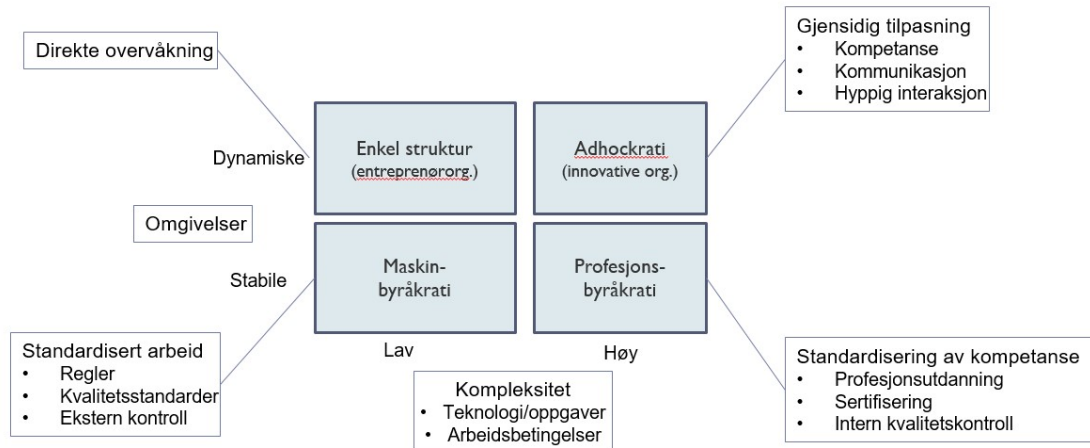 Direkte overvåkning
Gjensidig tilpasning
• Kompetanse
• Kommunikasjon
• Hyppig interaksjon
Dynamiske
Enkel struktur
(entreprenørorg.)
Adhockrati
(innovative org.)
Omgivelser
Stabile
Maskin-
byråkrati
Profesjons-
byråkrati
Lav
Høy
Standardisert arbeid
• Regler
• Kvalitetsstandarder
• Ekstern kontroll
Kompleksitet
• Teknologi/oppgaver
• Arbeidsbetingelser
Standardisering av kompetanse
• Profesjonsutdanning
• Sertifisering
• Intern kvalitetskontroll